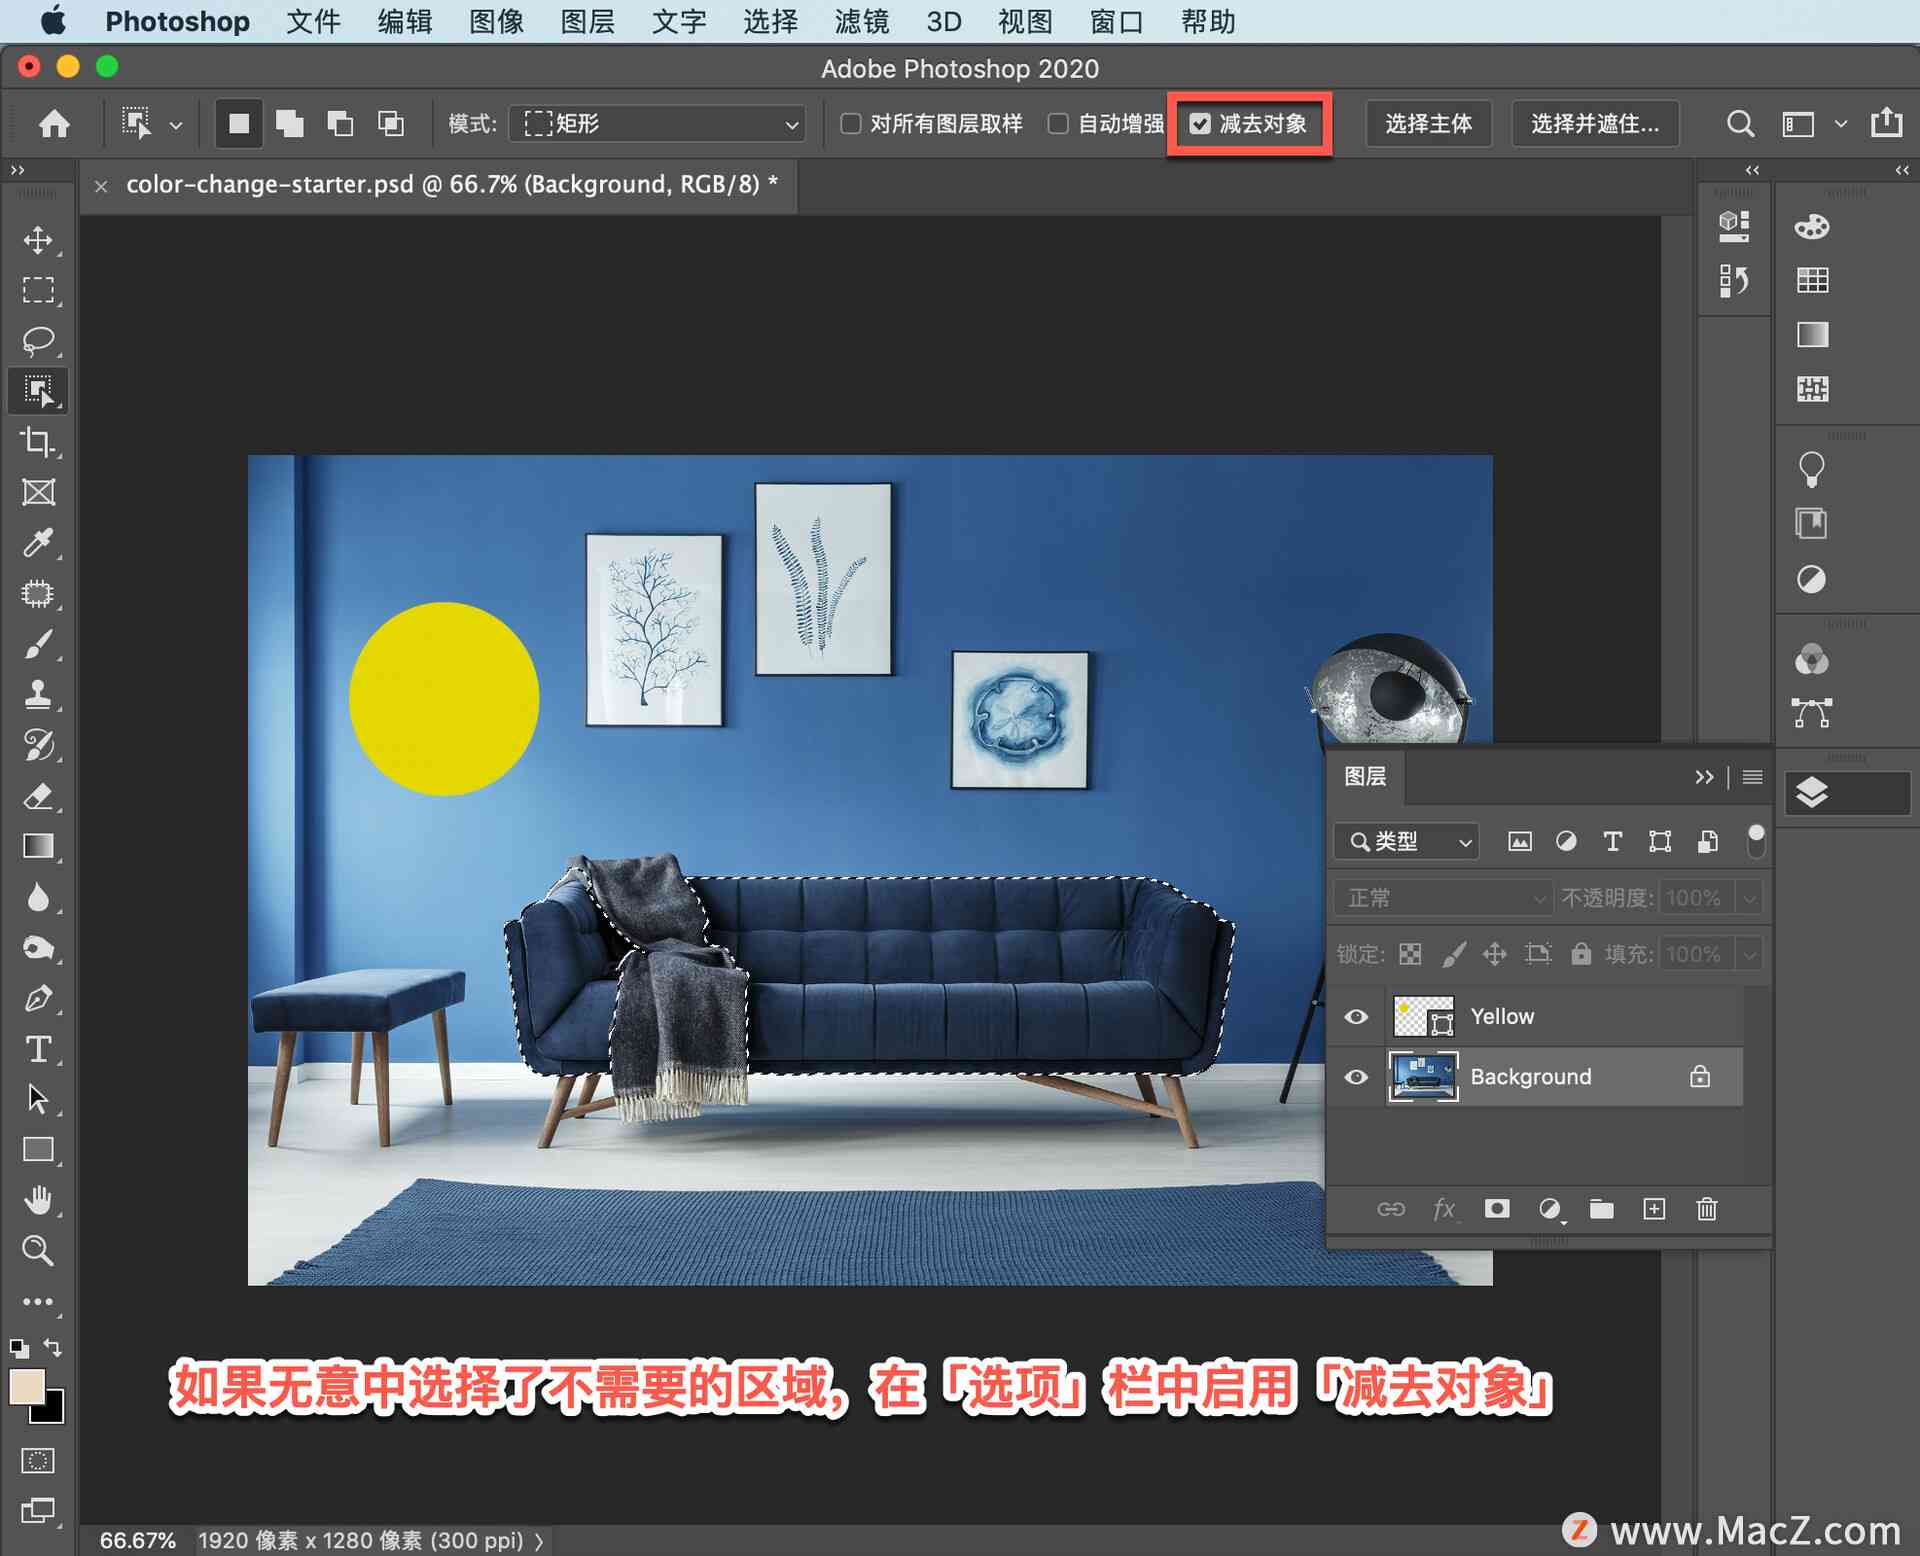 Photoshop 文件 编辑 图像 图层 文字 选择 滤镜 3D 视图 窗口 帮助
Adobe Photoshop 2020
模式: 矩形 对所有图层取样 自动增强 减去对象 选择主体 选择并遮住...
color-change-starter.psd @ 66.7% (Background, RGB/8) *
图层
类型
正常 不透明度: 100%
锁定: 填充: 100%
Yellow
Background
fx
如果无意中选择了不需要的区域，在「选项」栏中启用「减去对象」
66.67% 1920 像素 x 1280 像素 (300 ppi)
Z www.MacZ.com